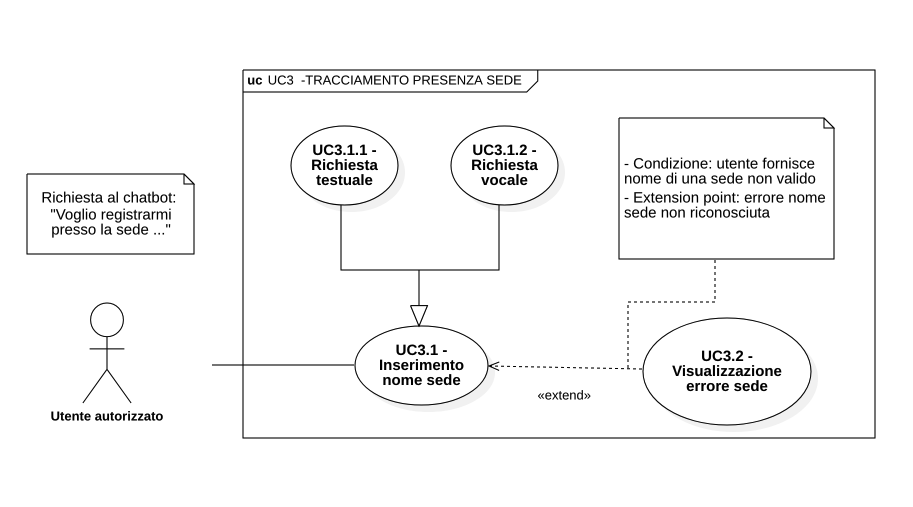 uc UC3 -TRACCIAMENTO PRESENZA SEDE
UC3.1.1 -
Richiesta
testuale
UC3.1.2 -
Richiesta
vocale
- Condizione: utente fornisce
nome di una sede non valido
- Extension point: errore nome
sede non riconosciuta
Richiesta al chatbot:
"Voglio registrarmi
presso la sede ..."
UC3.1 -
Inserimento
nome sede
UC3.2 -
Visualizzazione
errore sede
«extend»
Utente autorizzato